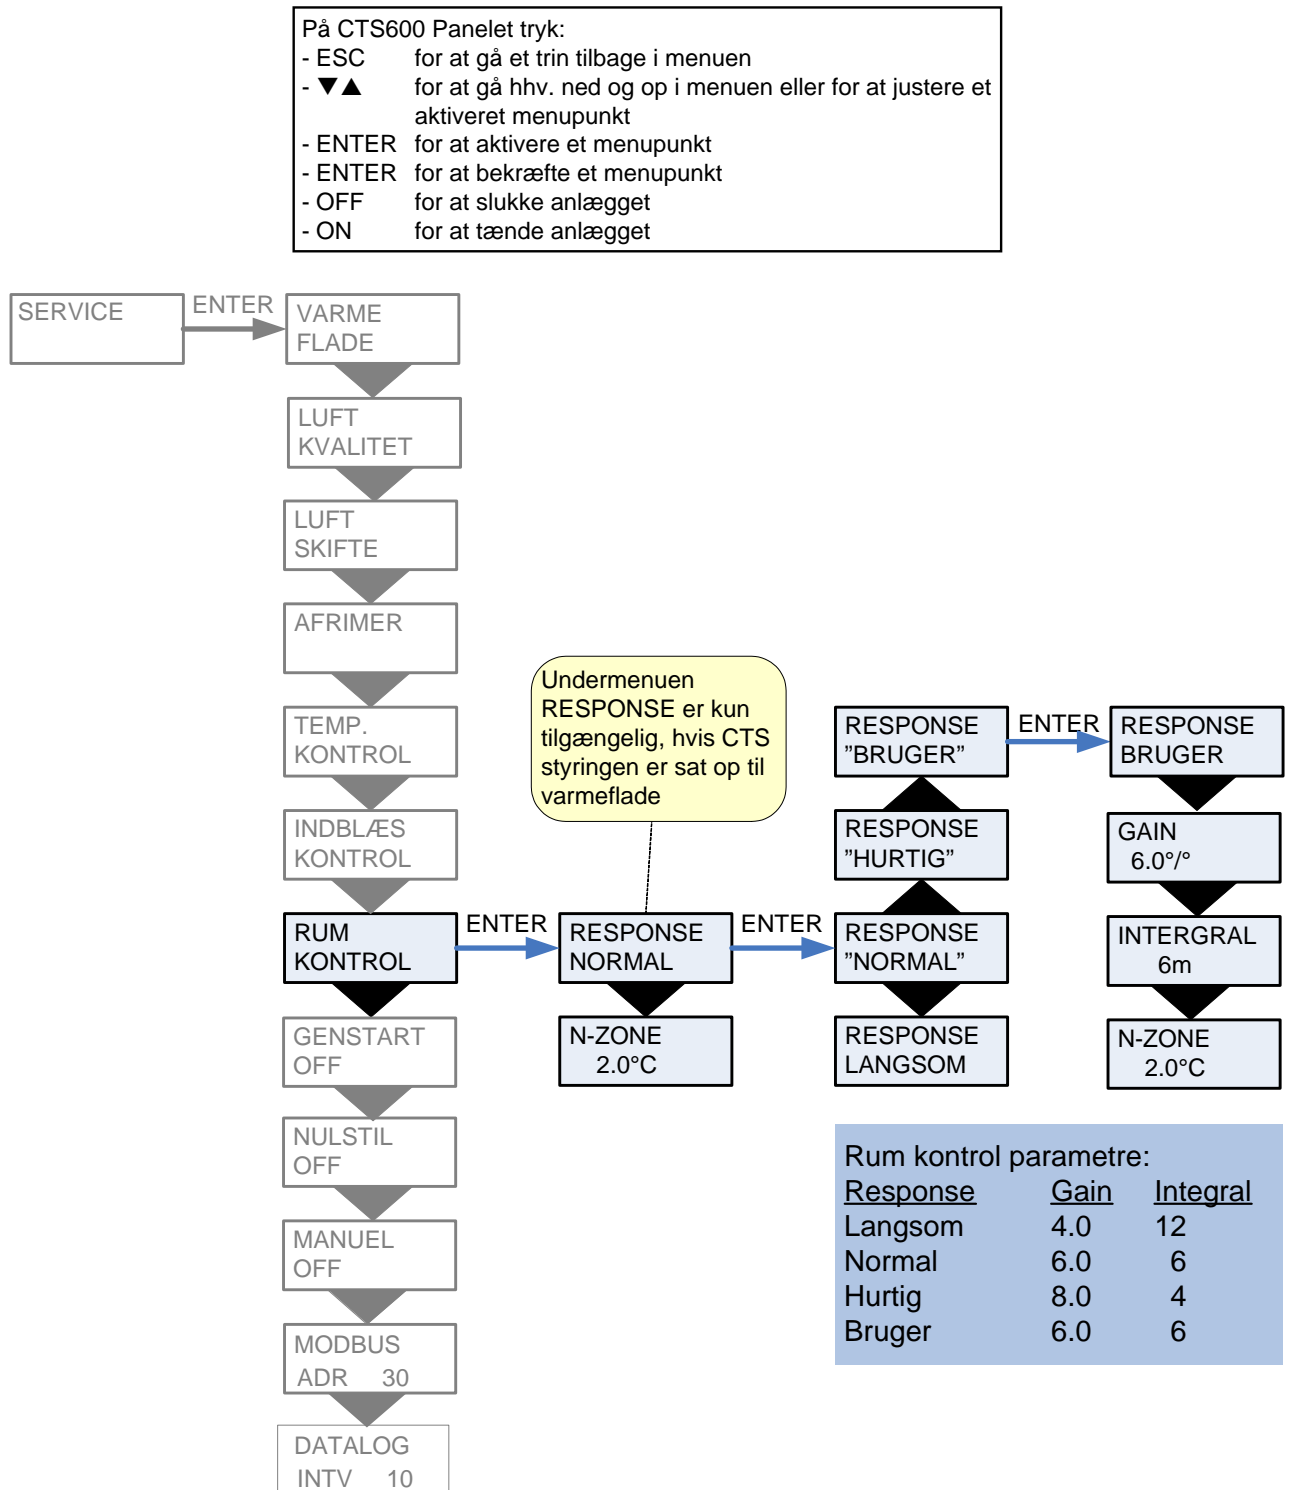 På CTS600 Panelet tryk:
- ESC for at gå et trin tilbage i menuen
- ▼▲ for at gå hhv. ned og op i menuen eller for at justere et
aktiveret menupunkt
- ENTER for at aktivere et menupunkt
- ENTER for at bekræfte et menupunkt
- OFF for at slukke anlægget
- ON for at tænde anlægget
SERVICE
ENTER
VARME
FLADE
LUFT
KVALITET
LUFT
SKIFTE
AFRIMER
TEMP.
KONTROL
INDBLÆS
KONTROL
RUM
KONTROL
ENTER
Undermenuen
RESPONSE er kun
tilgængelig, hvis CTS
styringen er sat op til
varmeflade
RESPONSE
NORMAL
N-ZONE
2.0°C
ENTER
RESPONSE
"BRUGER"
RESPONSE
"HURTIG"
RESPONSE
"NORMAL"
RESPONSE
LANGSOM
ENTER
RESPONSE
BRUGER
GAIN
6.0°/°
INTERGRAL
6m
N-ZONE
2.0°C
GENSTART
OFF
NULSTIL
OFF
MANUEL
OFF
MODBUS
ADR 30
DATALOG
INTV 10
Rum kontrol parametre:
Response Gain Integral
Langsom 4.0 12
Normal 6.0 6
Hurtig 8.0 4
Bruger 6.0 6